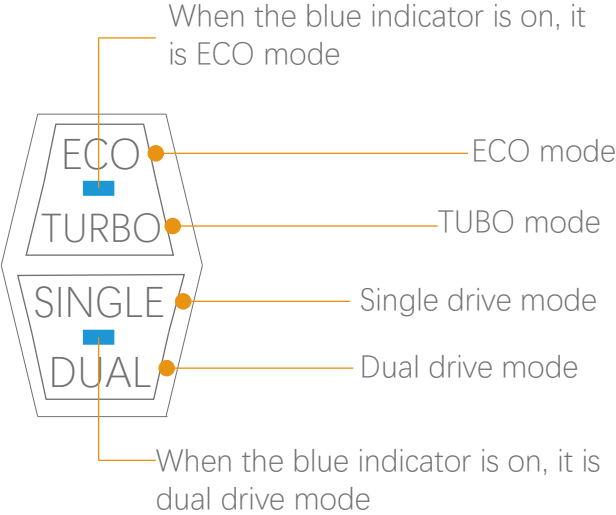 When the blue indicator is on, it
is ECO mode
ECO
ECO mode
TURBO
TUBO mode
SINGLE
Single drive mode
DUAL
Dual drive mode
When the blue indicator is on, it is
dual drive mode